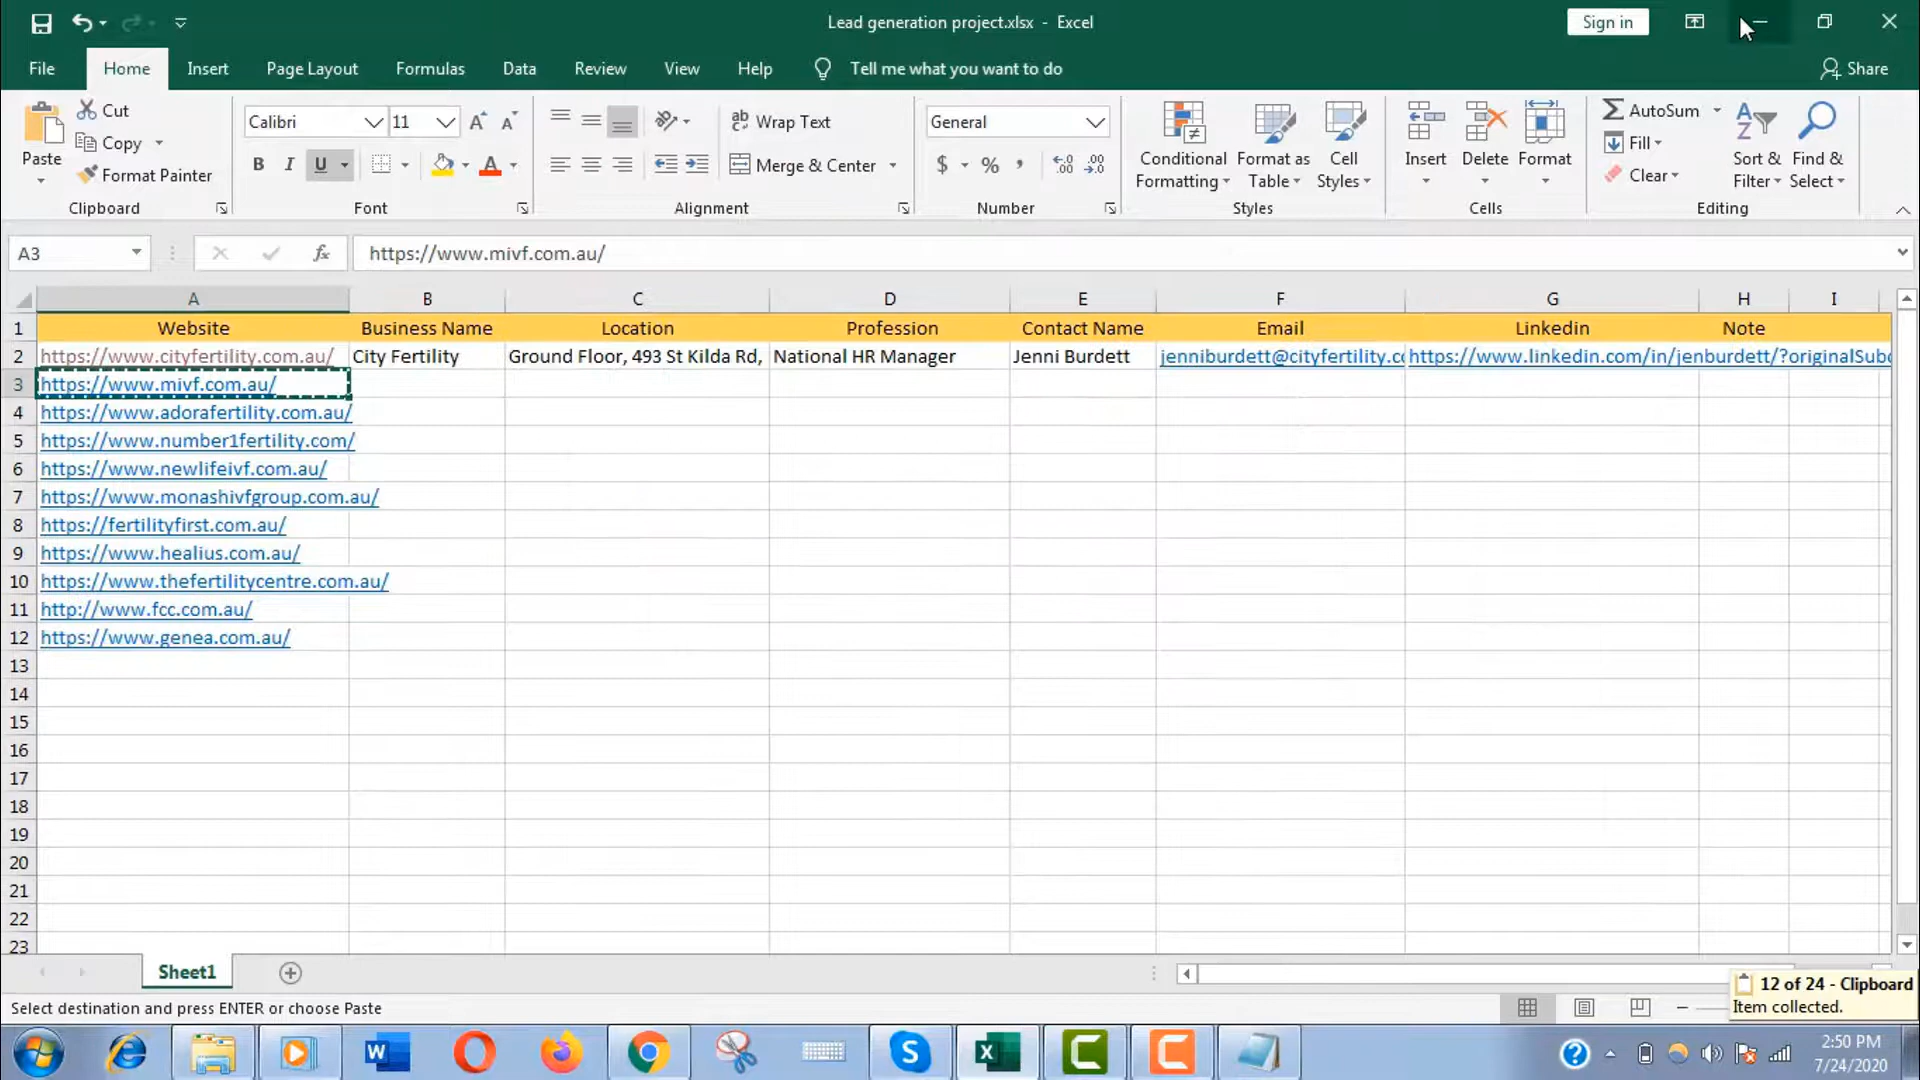 Lead generation project.xlsx - Excel
Sign in
File Home Insert Page Layout Formulas Data Review View Help Tell me what you want to do Share
Paste
Cut
Copy
Format Painter
Clipboard
Calibri 11
B I U
Font
ab Wrap Text
Merge & Center
Alignment
General
$ % ,
Number
Conditional Formatting
Format as Table
Cell Styles
Styles
Insert Delete Format
Cells
AutoSum
Fill
Clear
Sort & Filter
Find & Select
Editing
A3 fx https://www.mivf.com.au/
A B C D E F G H I
1 Website Business Name Location Profession Contact Name Email Linkedin Note
2 https://www.cityfertility.com.au/ City Fertility Ground Floor, 493 St Kilda Rd, National HR Manager Jenni Burdett jenniburdett@cityfertility.co https://www.linkedin.com/in/jenburdett/?originalSubd
3 https://www.mivf.com.au/
4 https://www.adorafertility.com.au/
5 https://www.number1fertility.com/
6 https://www.newlifeivf.com.au/
7 https://www.monashivfgroup.com.au/
8 https://fertilityfirst.com.au/
9 https://www.healius.com.au/
10 https://www.thefertilitycentre.com.au/
11 http://www.fcc.com.au/
12 https://www.genea.com.au/
13
14
15
16
17
18
19
20
21
22
23
Sheet1
12 of 24 - Clipboard
Item collected.
Select destination and press ENTER or choose Paste
2:50 PM
7/24/2020